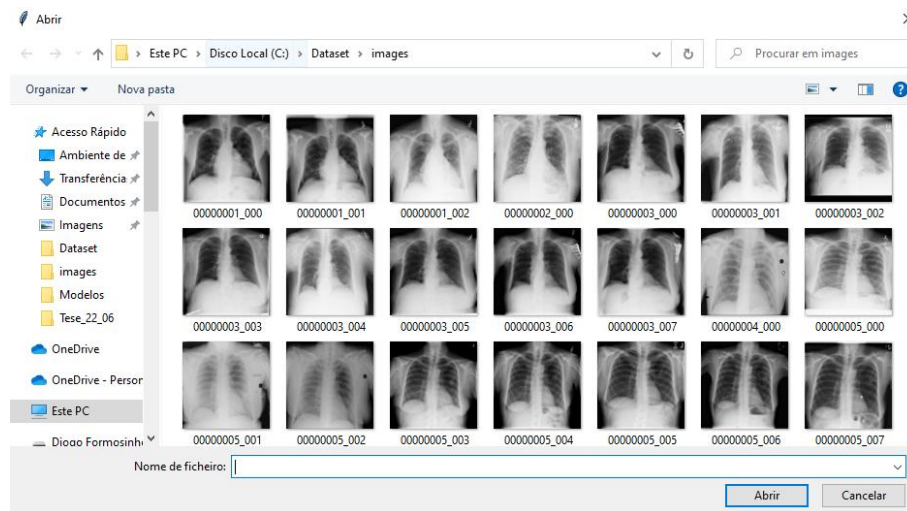 Abrir
Este PC > Disco Local (C:) > Dataset > images
Procurar em images
Organizar
Nova pasta
Acesso Rápido
Ambiente de
Transferência
Documentos
Imagens
Dataset
images
Modelos
Tese_22_06
OneDrive
OneDrive - Person
Este PC
Diogo Formosinho
00000001_000 00000001_001 00000001_002 00000002_000 00000003_000 00000003_001 00000003_002
00000003_003 00000003_004 00000003_005 00000003_006 00000003_007 00000004_000 00000005_000
00000005_001 00000005_002 00000005_003 00000005_004 00000005_005 00000005_006 00000005_007
Nome de ficheiro:
Abrir Cancelar